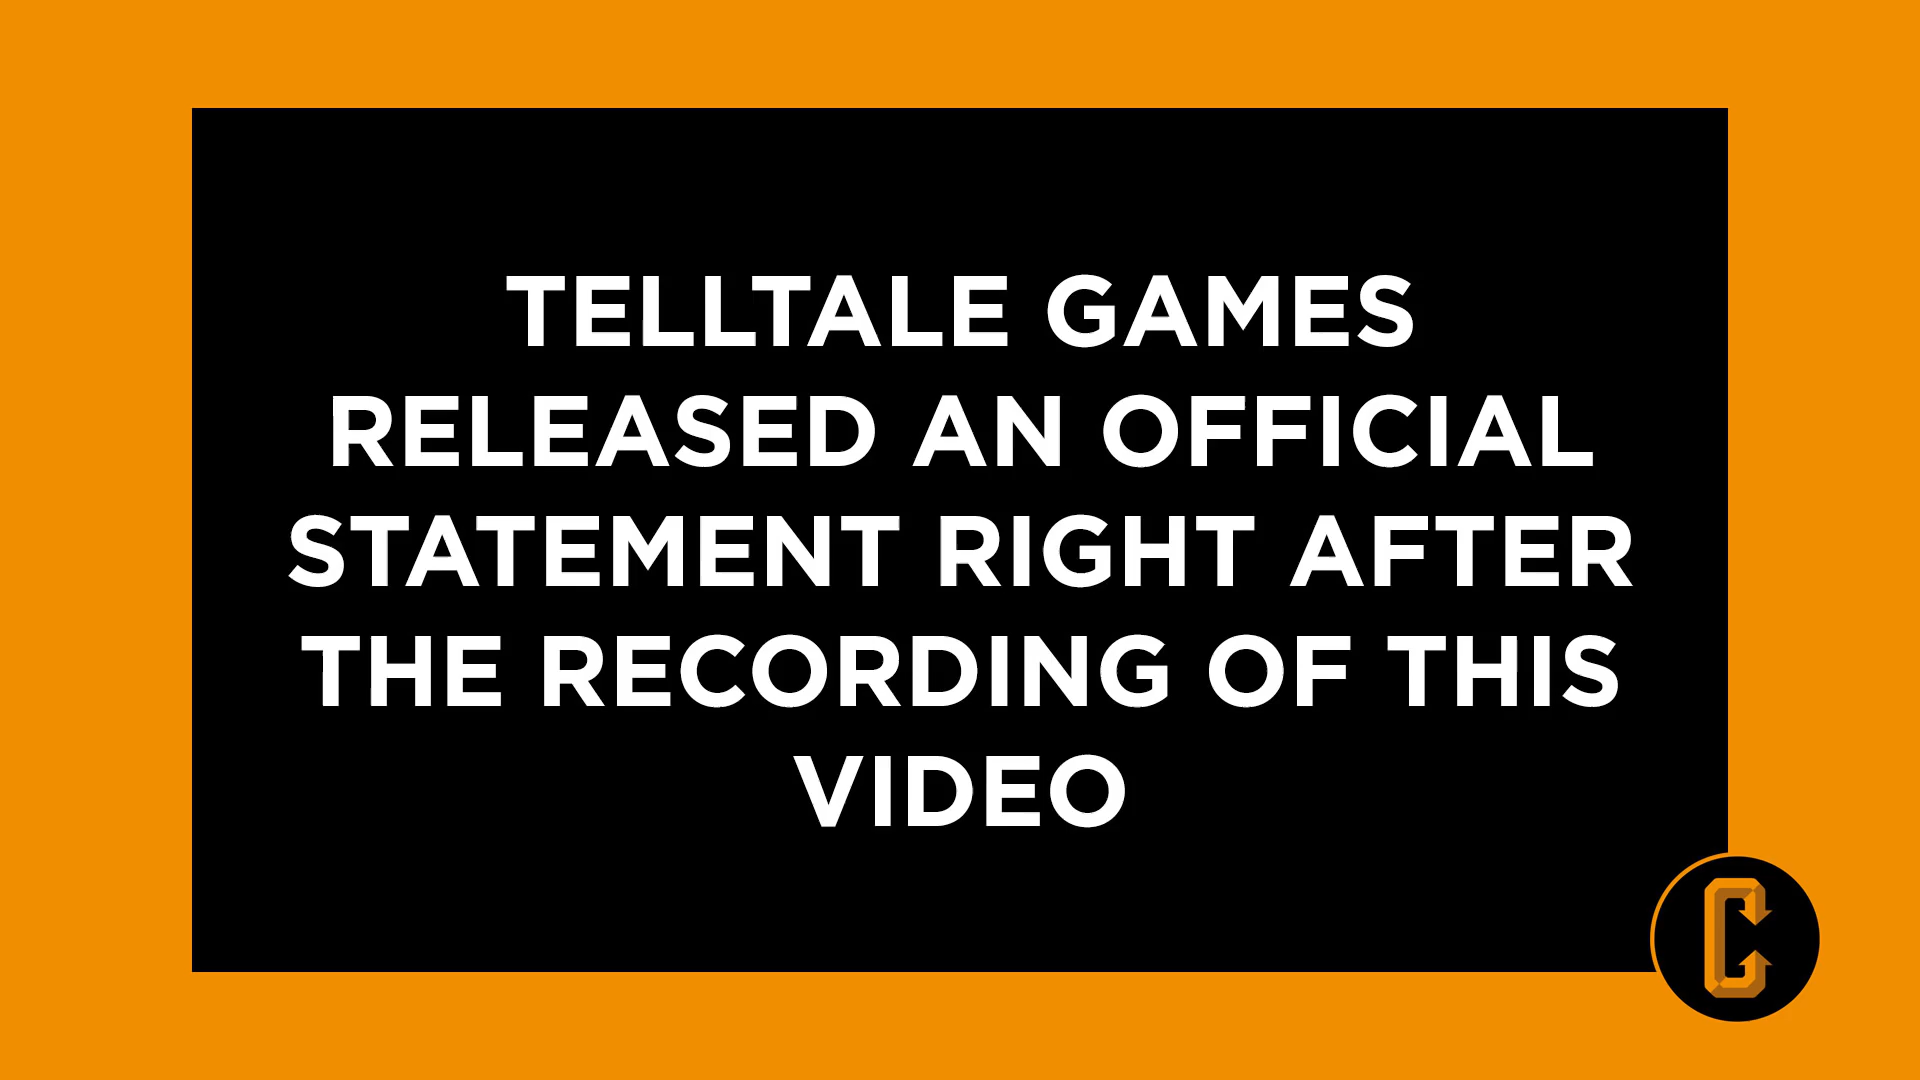 TELLTALE GAMES
RELEASED AN OFFICIAL
STATEMENT RIGHT AFTER
THE RECORDING OF THIS
VIDEO
C